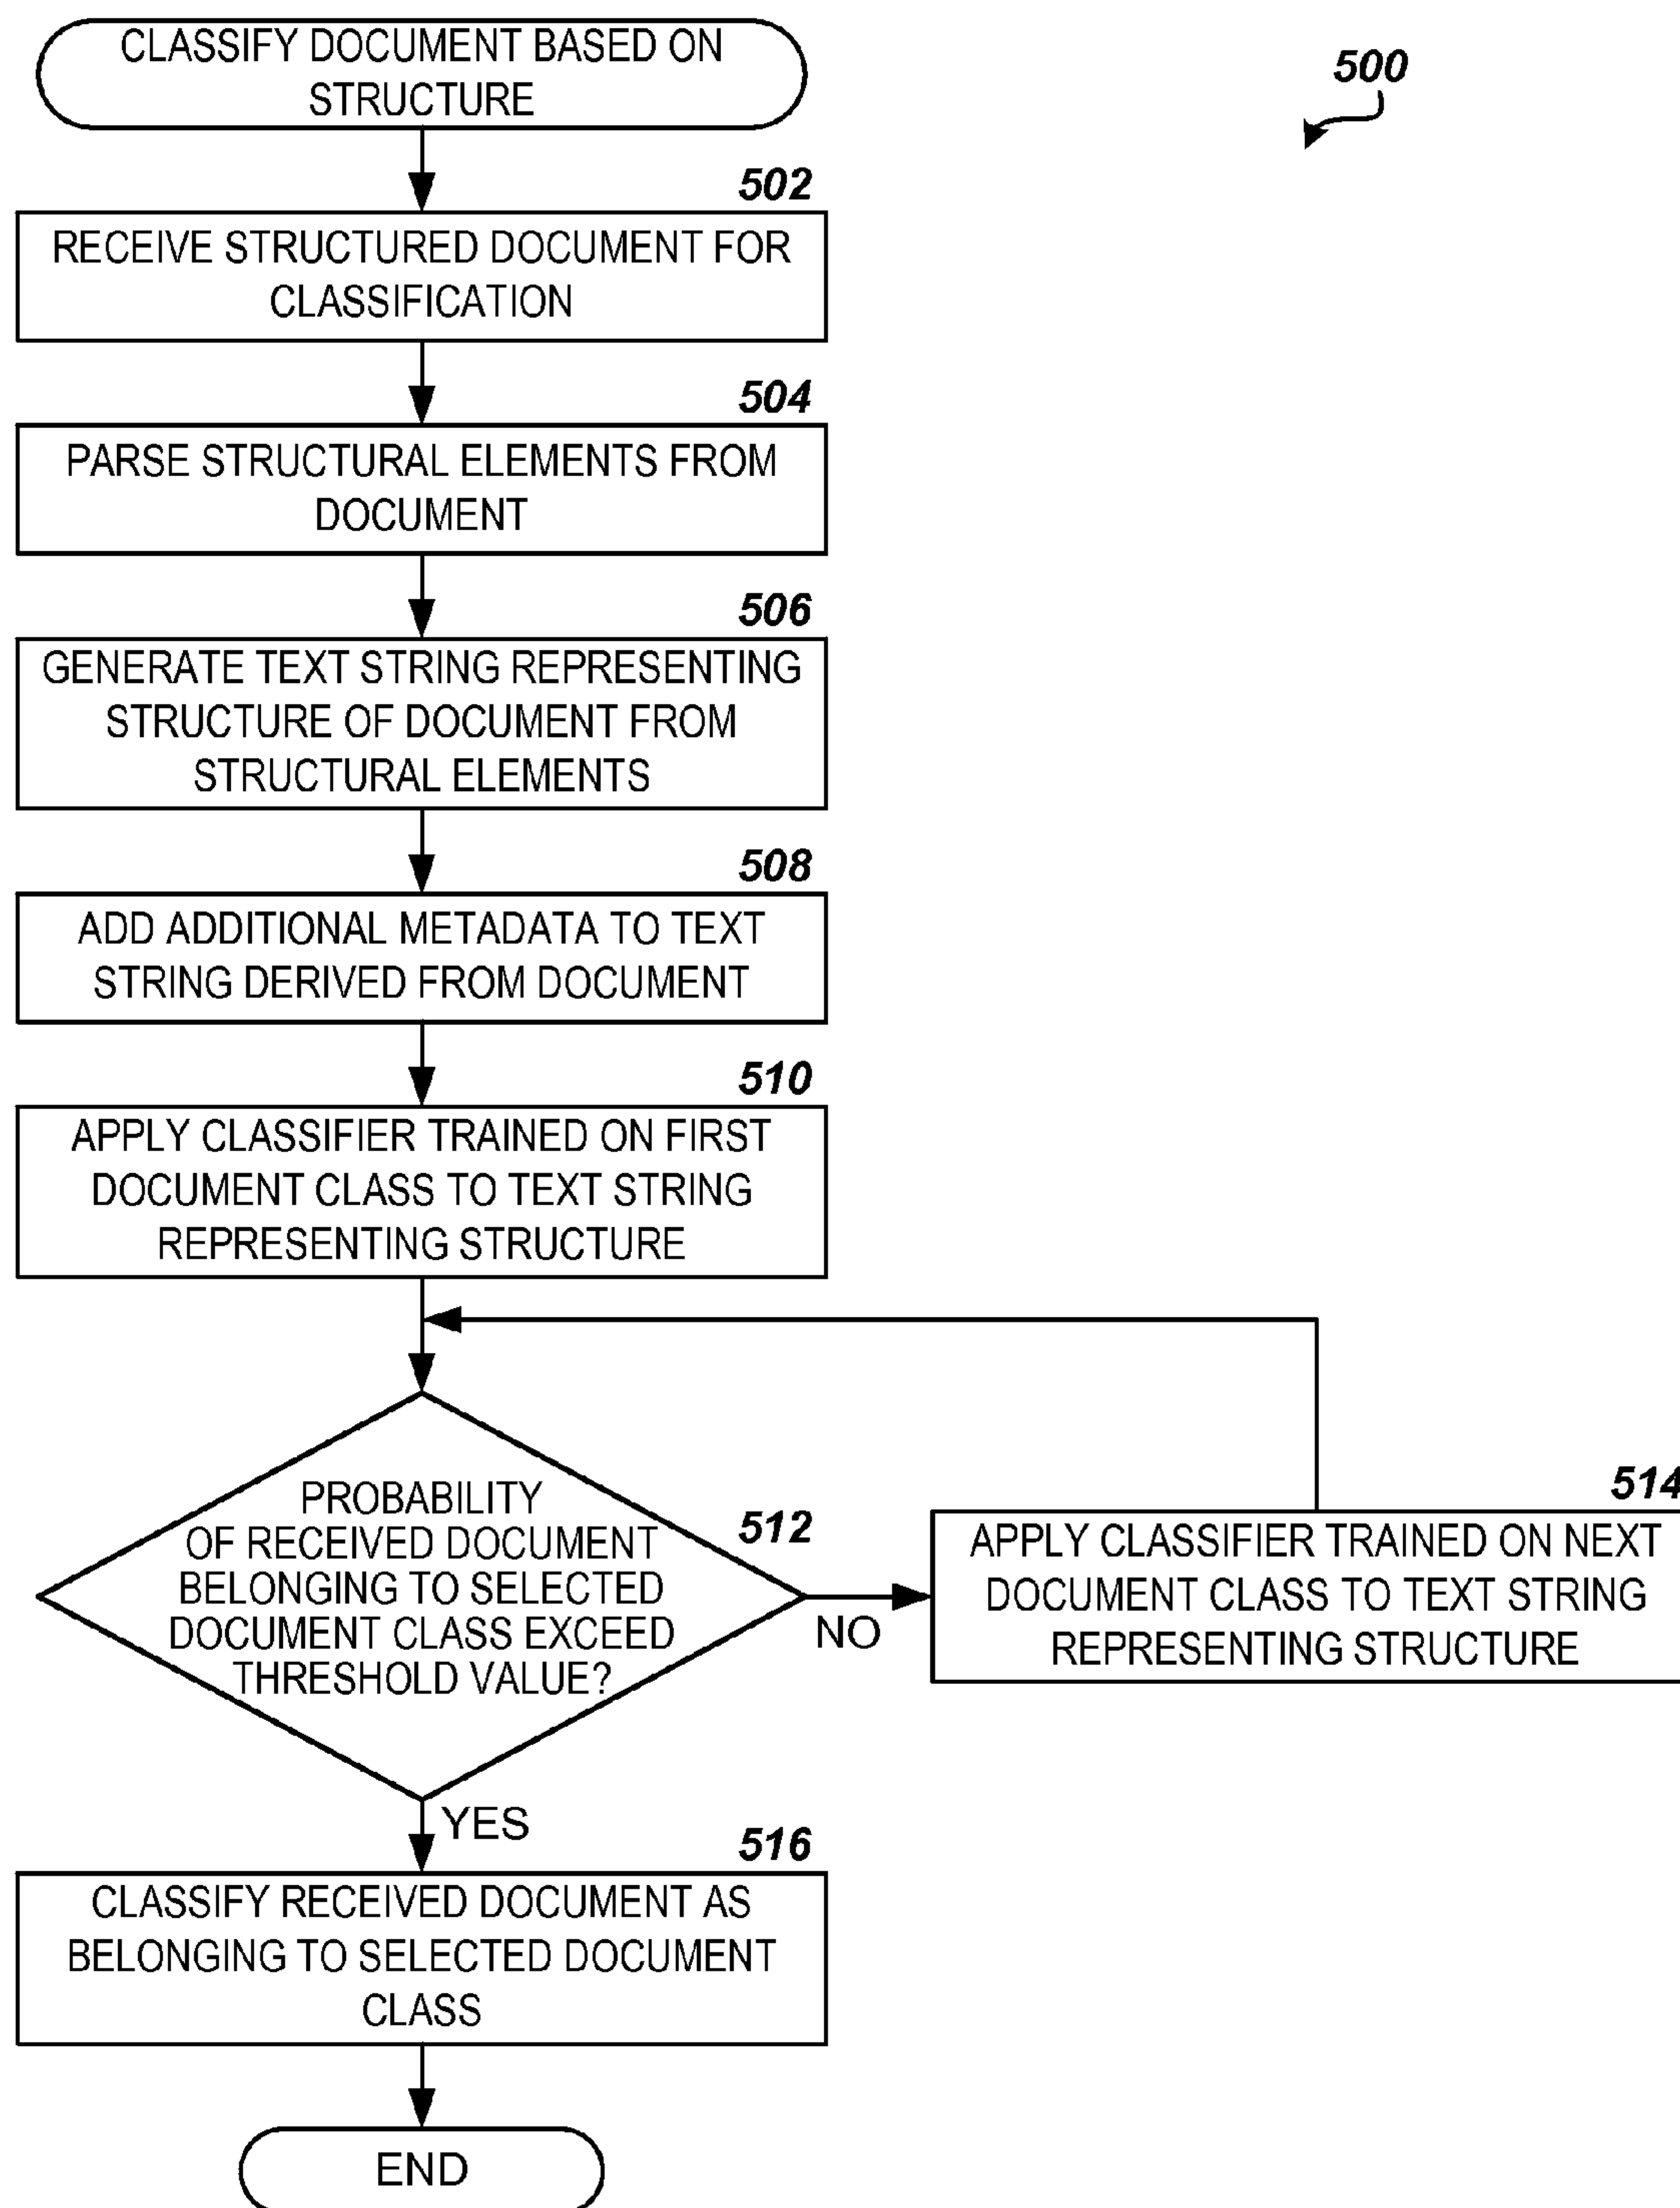 CLASSIFY DOCUMENT BASED ON
STRUCTURE
500
502
RECEIVE STRUCTURED DOCUMENT FOR
CLASSIFICATION
504
PARSE STRUCTURAL ELEMENTS FROM
DOCUMENT
506
GENERATE TEXT STRING REPRESENTING
STRUCTURE OF DOCUMENT FROM
STRUCTURAL ELEMENTS
508
ADD ADDITIONAL METADATA TO TEXT
STRING DERIVED FROM DOCUMENT
510
APPLY CLASSIFIER TRAINED ON FIRST
DOCUMENT CLASS TO TEXT STRING
REPRESENTING STRUCTURE
512
PROBABILITY
OF RECEIVED DOCUMENT
BELONGING TO SELECTED
DOCUMENT CLASS EXCEED
THRESHOLD VALUE?
NO
514
APPLY CLASSIFIER TRAINED ON NEXT
DOCUMENT CLASS TO TEXT STRING
REPRESENTING STRUCTURE
YES
516
CLASSIFY RECEIVED DOCUMENT AS
BELONGING TO SELECTED DOCUMENT
CLASS
END